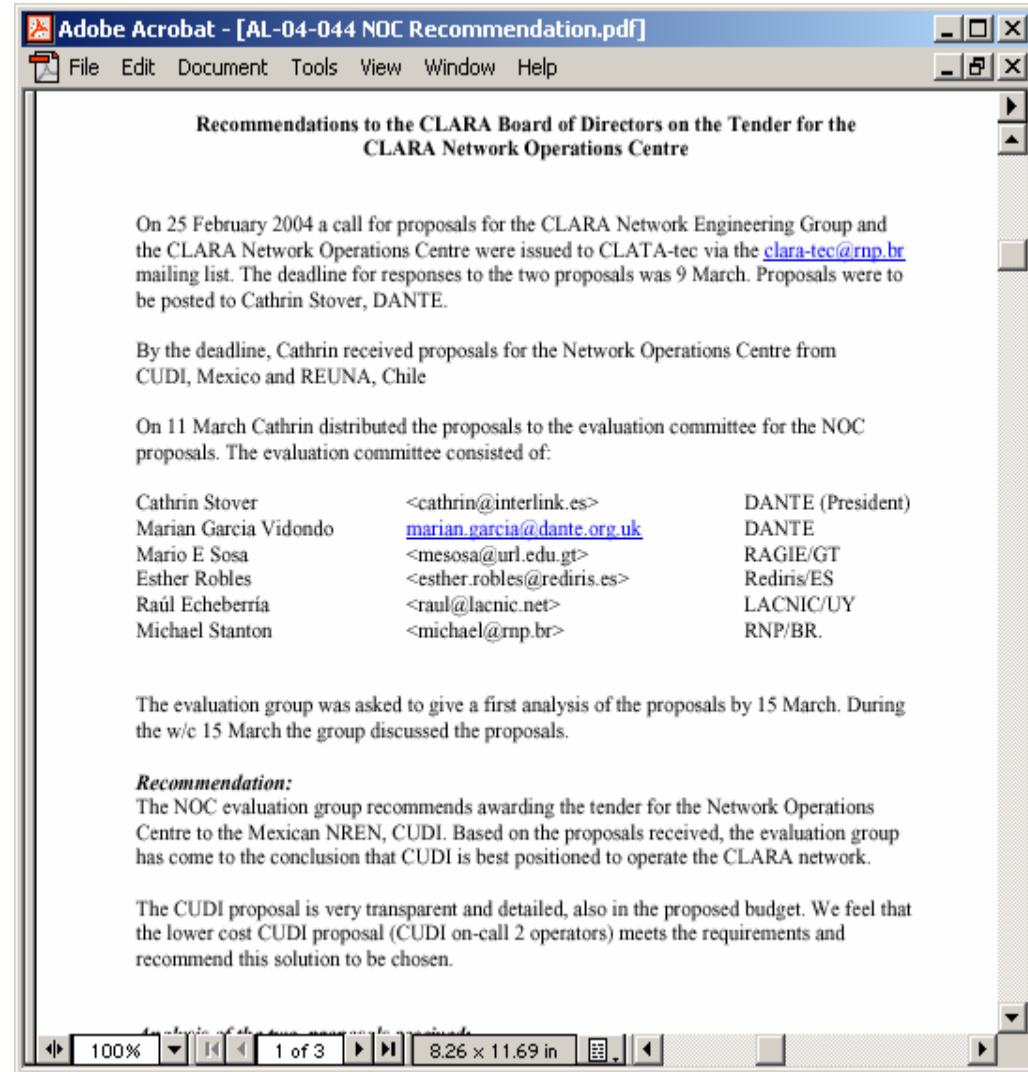 Adobe Acrobat - [AL-04-044 NOC Recommendation.pdf]
File Edit Document Tools View Window Help
Recommendations to the CLARA Board of Directors on the Tender for the
CLARA Network Operations Centre
On 25 February 2004 a call for proposals for the CLARA Network Engineering Group and
the CLARA Network Operations Centre were issued to CLATA-tec via the clara-tec@rnp.br
mailing list. The deadline for responses to the two proposals was 9 March. Proposals were to
be posted to Cathrin Stover, DANTE.
By the deadline, Cathrin received proposals for the Network Operations Centre from
CUDI, Mexico and REUNA, Chile
On 11 March Cathrin distributed the proposals to the evaluation committee for the NOC
proposals. The evaluation committee consisted of:
Cathrin Stover <cathrin@interlink.es> DANTE (President)
Marian Garcia Vidondo marian.garcia@dante.org.uk DANTE
Mario E Sosa <mesosa@url.edu.gt> RAGIE/GT
Esther Robles <esther.robles@rediris.es> Rediris/ES
Raúl Echeberría <raul@lacnic.net> LACNIC/UY
Michael Stanton <michael@rnp.br> RNP/BR.
The evaluation group was asked to give a first analysis of the proposals by 15 March. During
the w/c 15 March the group discussed the proposals.
Recommendation:
The NOC evaluation group recommends awarding the tender for the Network Operations
Centre to the Mexican NREN, CUDI. Based on the proposals received, the evaluation group
has come to the conclusion that CUDI is best positioned to operate the CLARA network.
The CUDI proposal is very transparent and detailed, also in the proposed budget. We feel that
the lower cost CUDI proposal (CUDI on-call 2 operators) meets the requirements and
recommend this solution to be chosen.
Analysis of the two proposals received:
100% 1 of 3 8.26 x 11.69 in